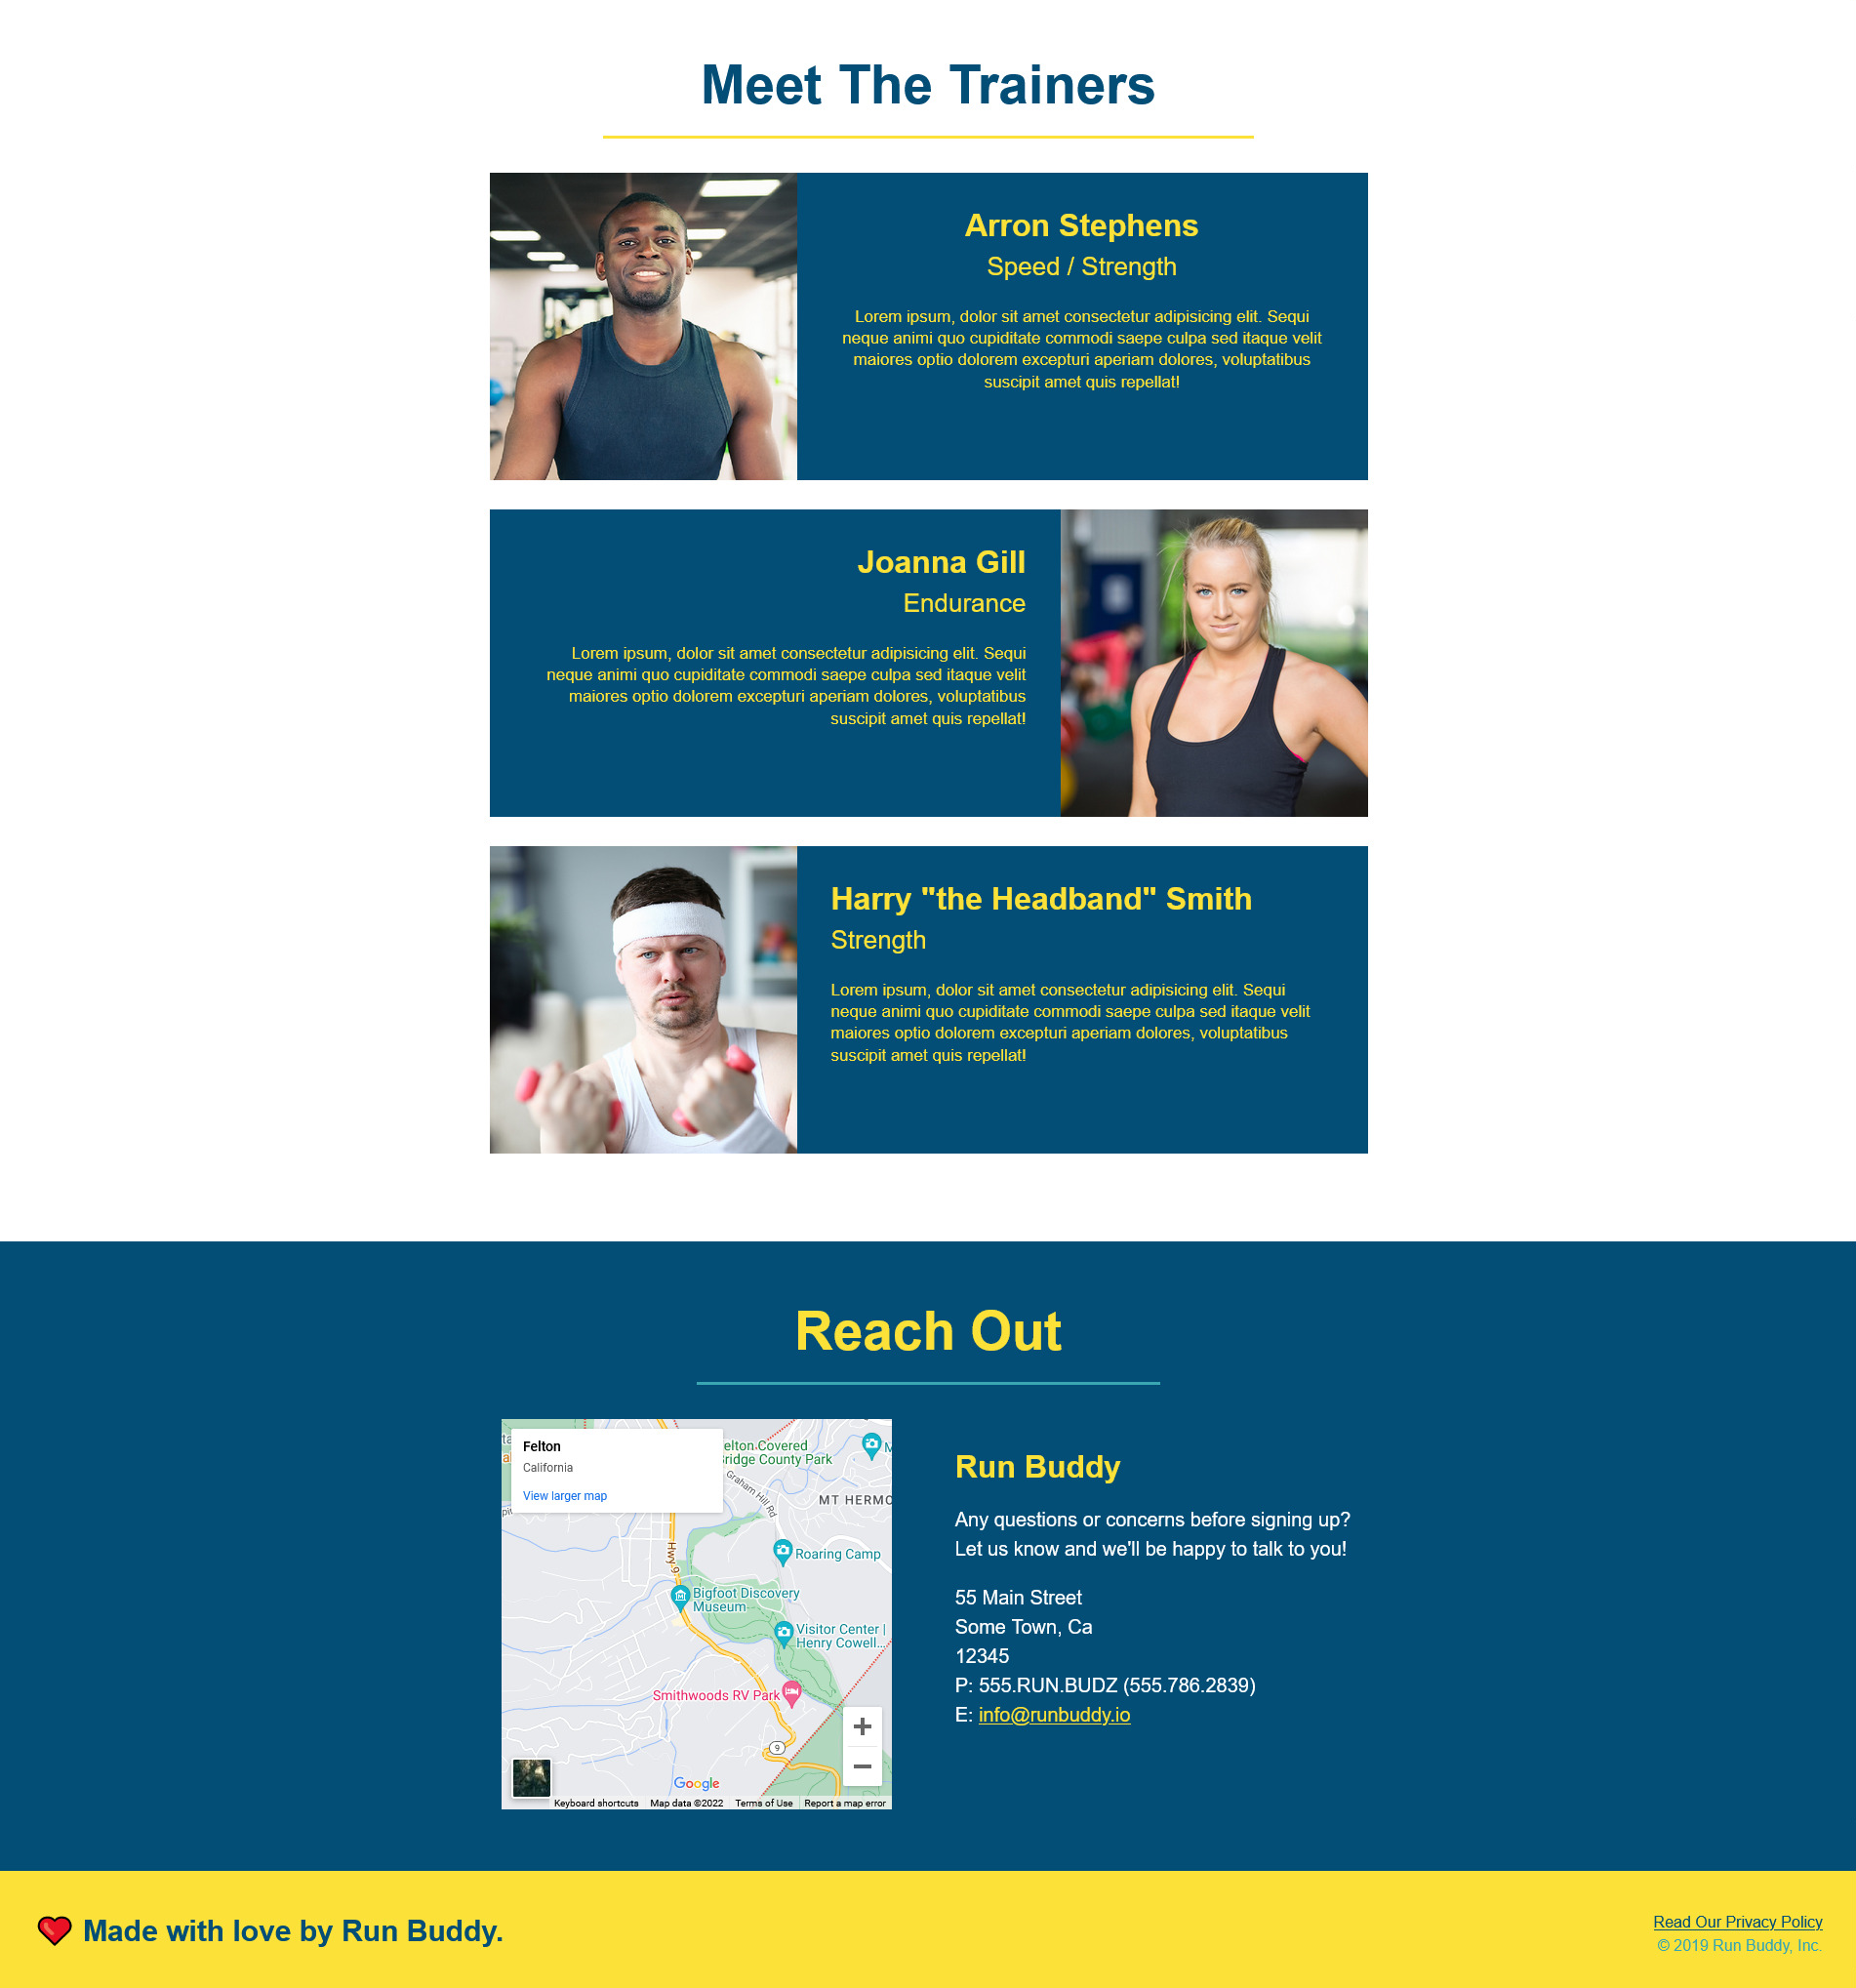 Meet The Trainers
Arron Stephens
Speed / Strength
Lorem ipsum, dolor sit amet consectetur adipisicing elit. Sequi
neque animi quo cupiditate commodi saepe culpa sed itaque velit
maiores optio dolorem excepturi aperiam dolores, voluptatibus
suscipit amet quis repellat!
Joanna Gill
Endurance
Lorem ipsum, dolor sit amet consectetur adipisicing elit. Sequi
neque animi quo cupiditate commodi saepe culpa sed itaque velit
maiores optio dolorem excepturi aperiam dolores, voluptatibus
suscipit amet quis repellat!
Harry "the Headband" Smith
Strength
Lorem ipsum, dolor sit amet consectetur adipisicing elit. Sequi
neque animi quo cupiditate commodi saepe culpa sed itaque velit
maiores optio dolorem excepturi aperiam dolores, voluptatibus
suscipit amet quis repellat!
Reach Out
Felton
California
View larger map
elton Covered
ridge County Park
Graham Hill Rd
MT HERMO
Hwy 9
Roaring Camp
Bigfoot Discovery
Museum
Visitor Center |
Henry Cowell...
Smithwoods RV Park
9
Google
Keyboard shortcuts
Map data ©2022
Terms of Use
Report a map error
Run Buddy
Any questions or concerns before signing up?
Let us know and we'll be happy to talk to you!
55 Main Street
Some Town, Ca
12345
P: 555.RUN.BUDZ (555.786.2839)
E: info@runbuddy.io
Made with love by Run Buddy.
Read Our Privacy Policy
© 2019 Run Buddy, Inc.